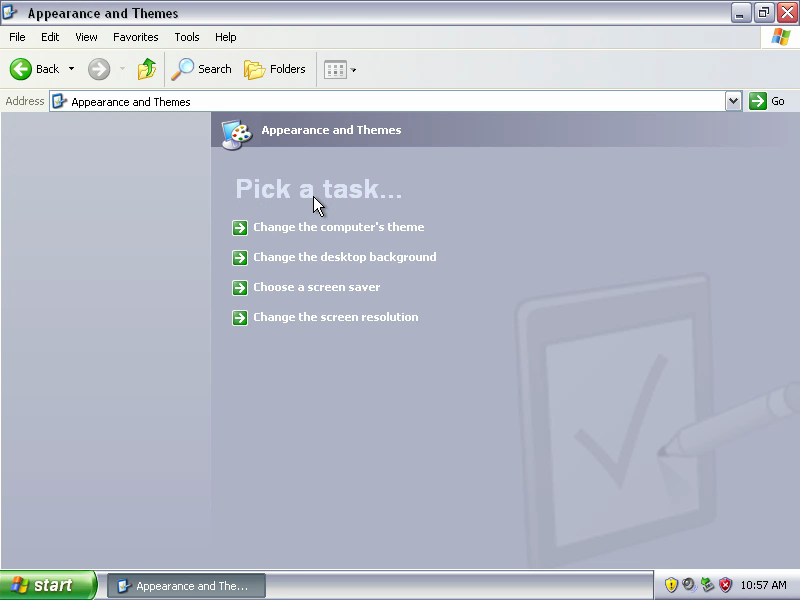 Appearance and Themes
File Edit View Favorites Tools Help
Back Search Folders
Address Appearance and Themes Go
Appearance and Themes
Pick a task...
Change the computer's theme
Change the desktop background
Choose a screen saver
Change the screen resolution
start Appearance and The... 10:57 AM